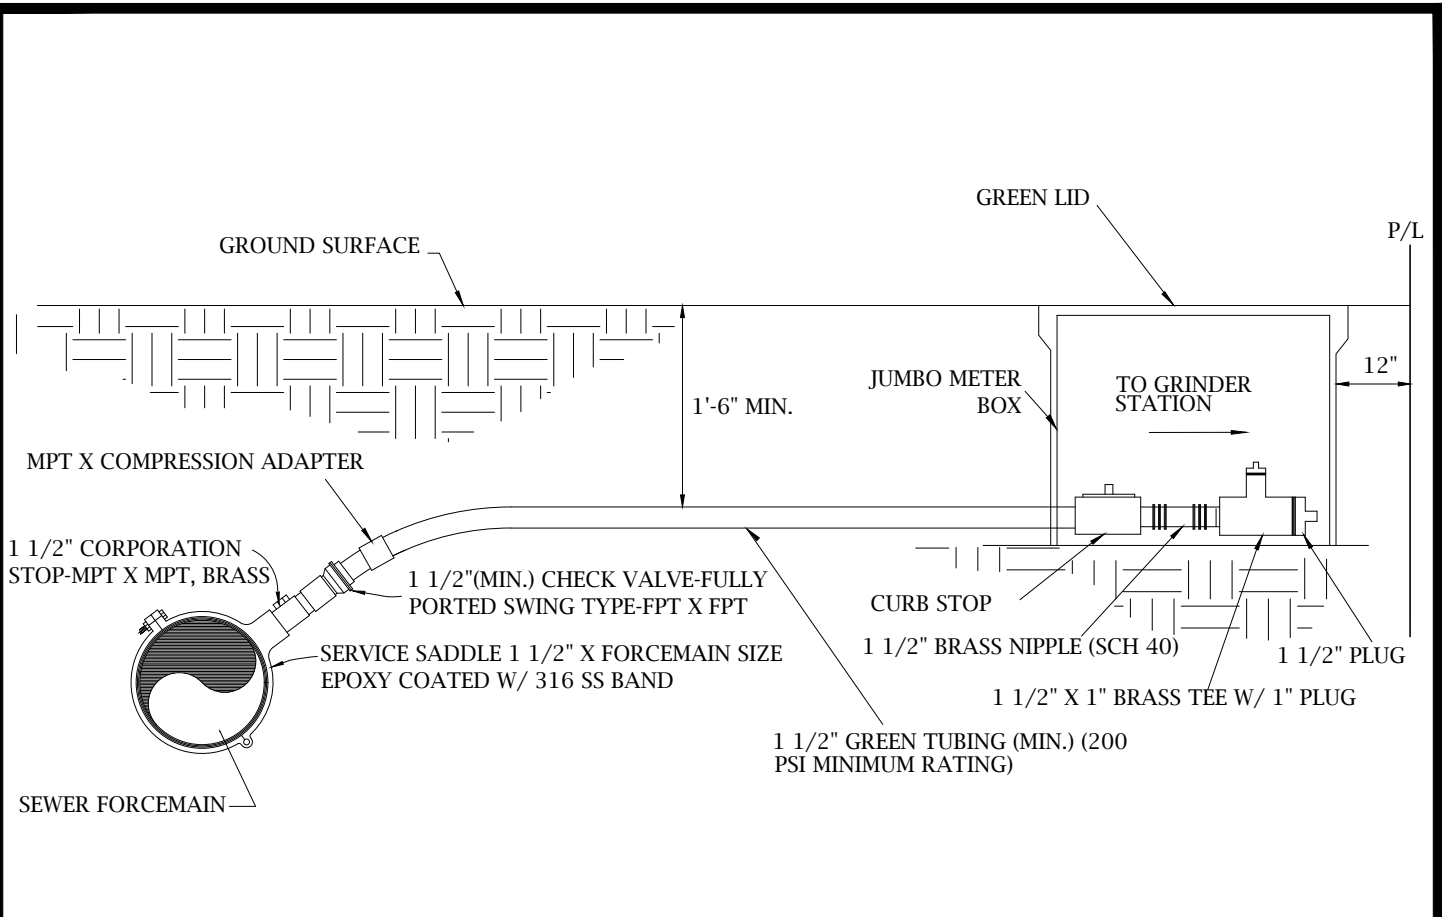 GREEN LID
P/L
GROUND SURFACE
12"
JUMBO METER
BOX
TO GRINDER
STATION
1'-6" MIN.
MPT X COMPRESSION ADAPTER
1 1/2" CORPORATION
STOP-MPT X MPT, BRASS
1 1/2"(MIN.) CHECK VALVE-FULLY
PORTED SWING TYPE-FPT X FPT
CURB STOP
1 1/2" BRASS NIPPLE (SCH 40)
1 1/2" PLUG
SERVICE SADDLE 1 1/2" X FORCEMAIN SIZE
EPOXY COATED W/ 316 SS BAND
1 1/2" X 1" BRASS TEE W/ 1" PLUG
1 1/2" GREEN TUBING (MIN.) (200
PSI MINIMUM RATING)
SEWER FORCEMAIN